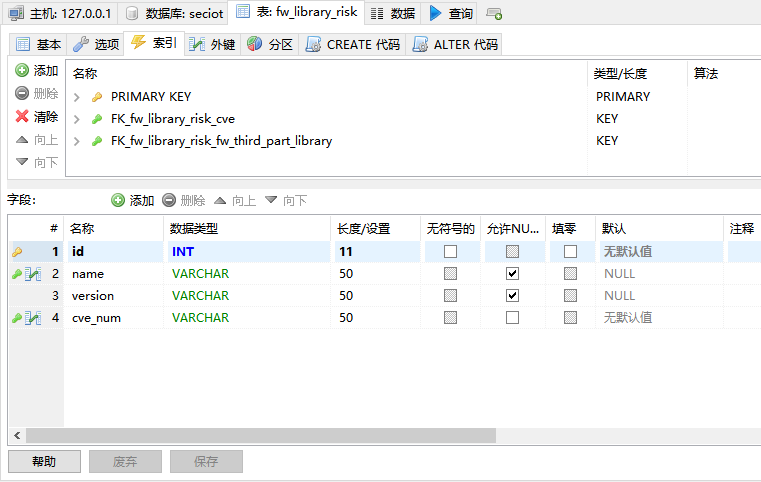 主机: 127.0.0.1 数据库: seciot 表: fw_library_risk 数据 查询
基本 选项 索引 外键 分区 CREATE 代码 ALTER 代码
添加 名称 类型/长度 算法
删除 PRIMARY KEY PRIMARY
清除 FK_fw_library_risk_cve KEY
向上 FK_fw_library_risk_fw_third_part_library KEY
向下
字段: 添加 删除 向上 向下
# 名称 数据类型 长度/设置 无符号的 允许NU... 填零 默认 注释
1 id INT 11 无默认值
2 name VARCHAR 50 NULL
3 version VARCHAR 50 NULL
4 cve_num VARCHAR 50 无默认值
帮助 废弃 保存